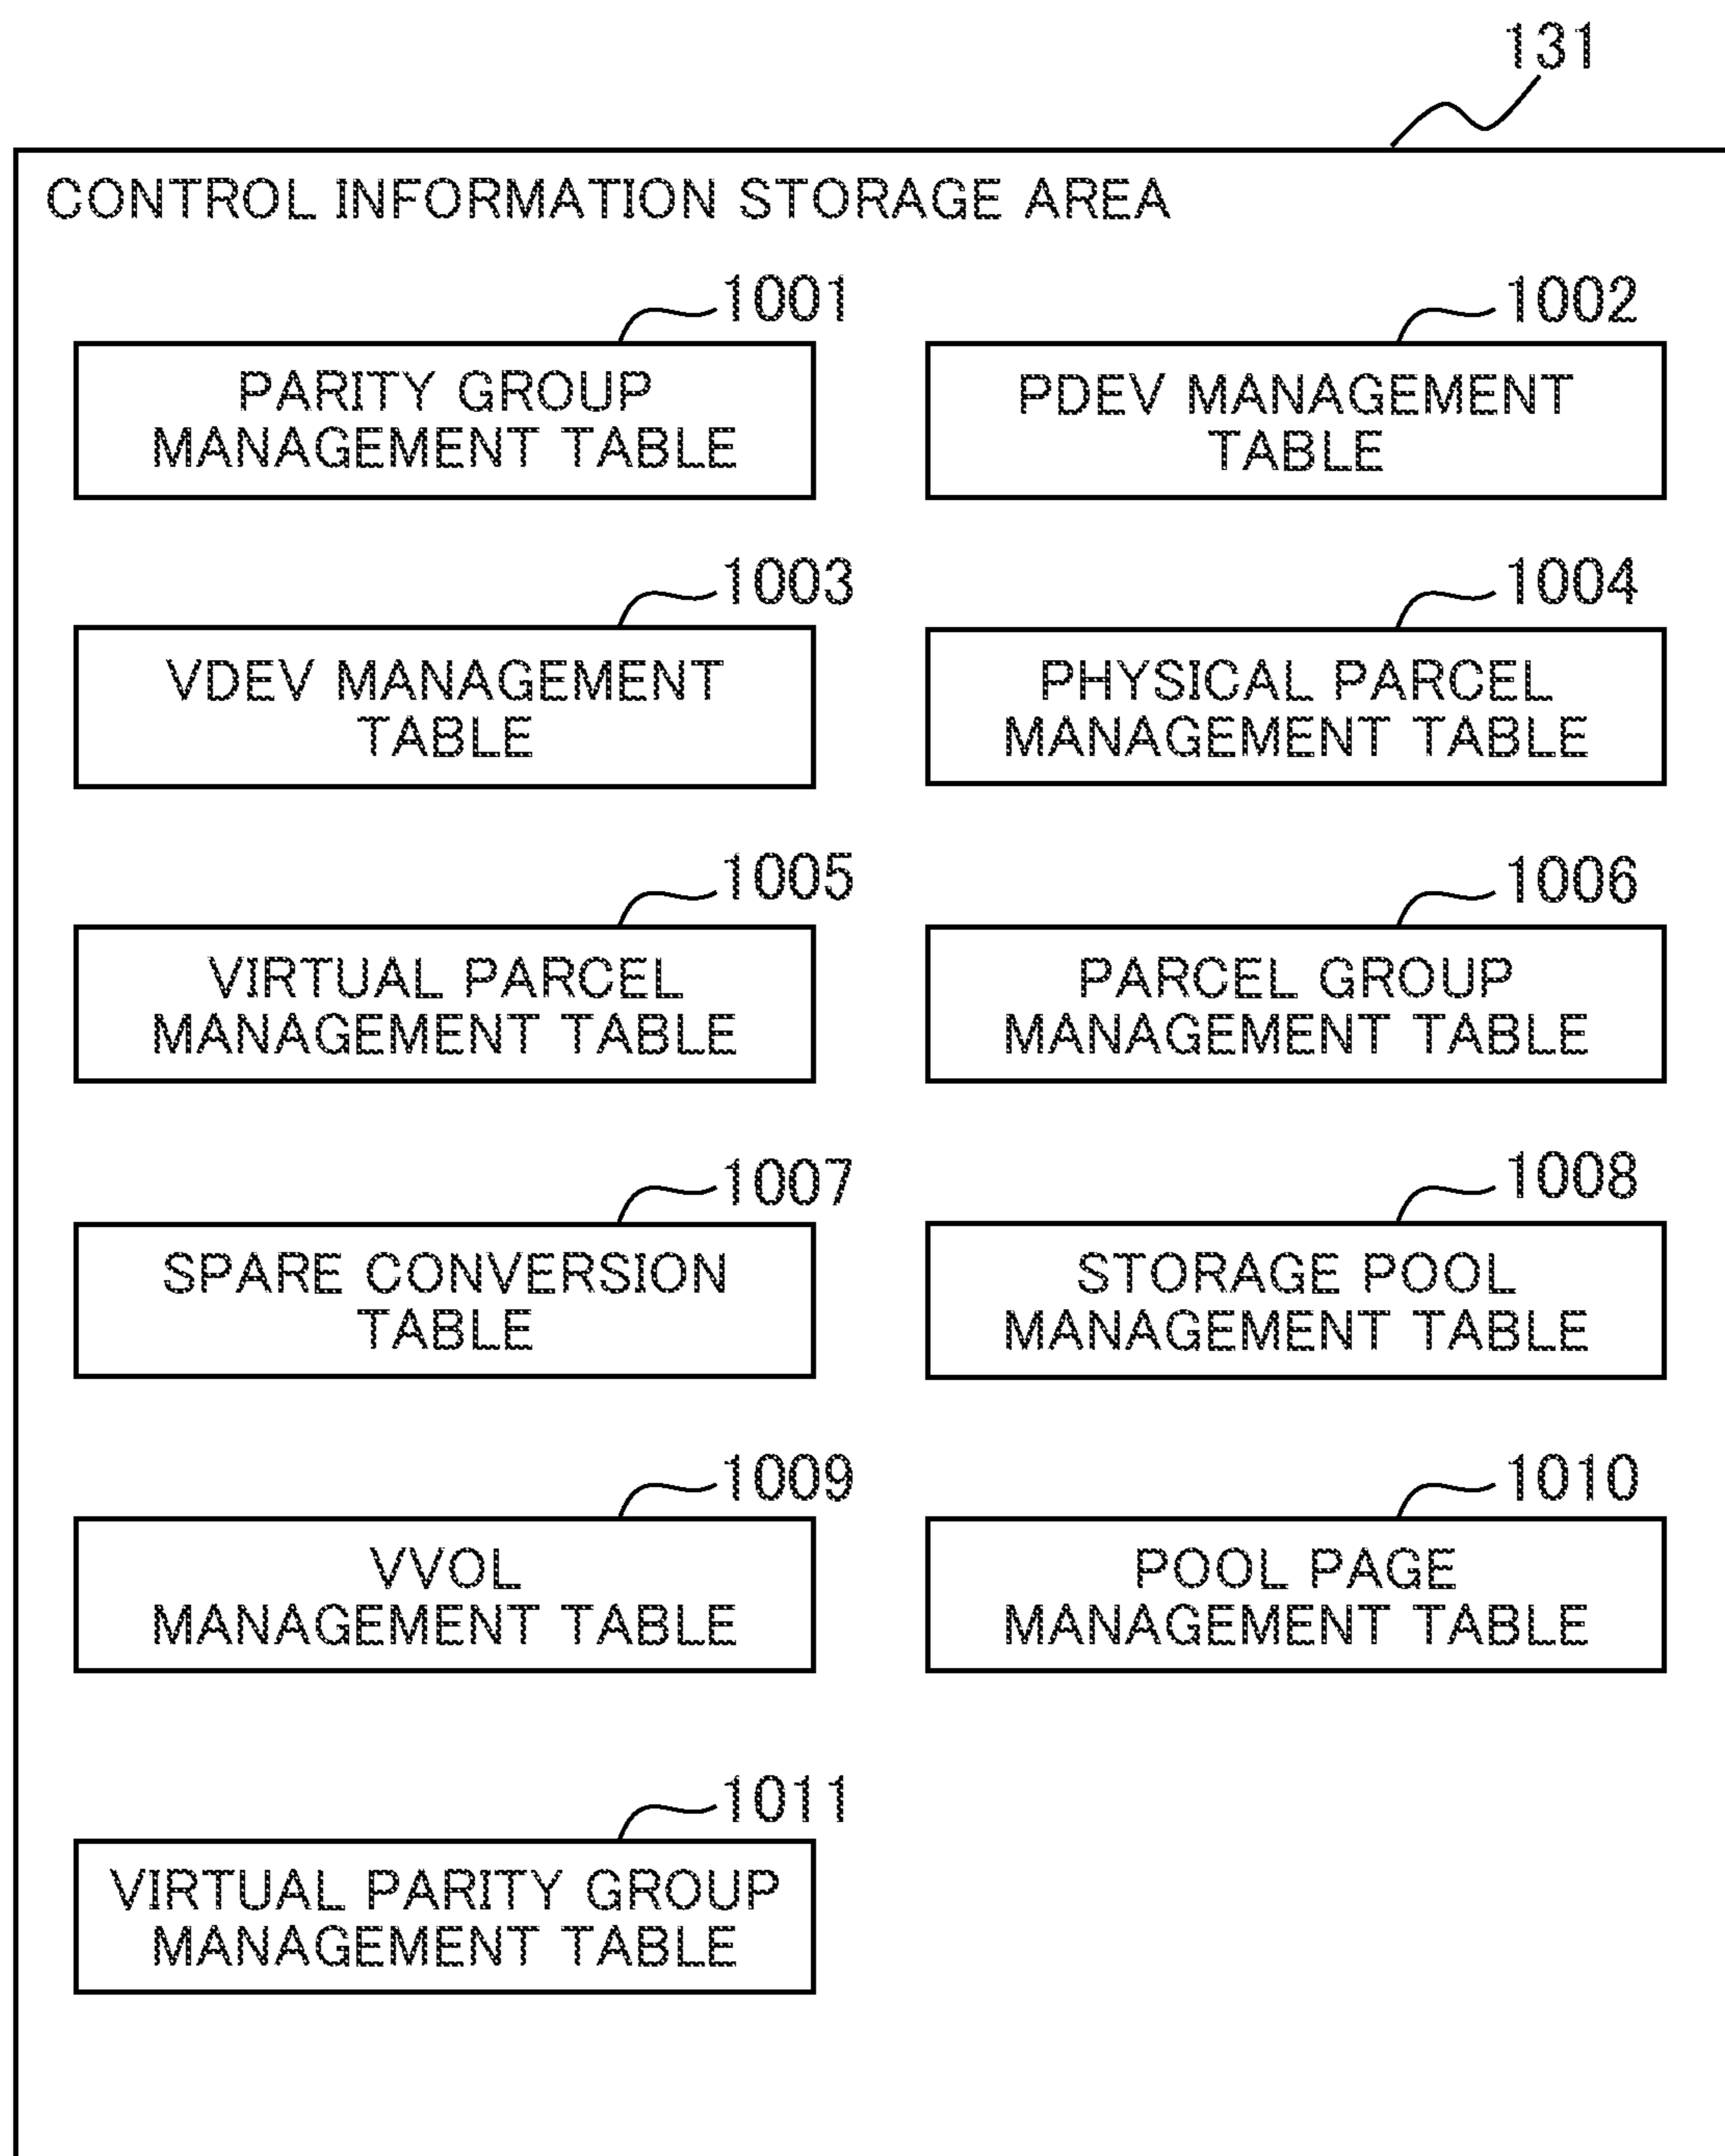 131
CONTROL INFORMATION STORAGE AREA
1001
PARITY GROUP
MANAGEMENT TABLE
1002
PDEV MANAGEMENT
TABLE
1003
VDEV MANAGEMENT
TABLE
1004
PHYSICAL PARCEL
MANAGEMENT TABLE
1005
VIRTUAL PARCEL
MANAGEMENT TABLE
1006
PARCEL GROUP
MANAGEMENT TABLE
1007
SPARE CONVERSION
TABLE
1008
STORAGE POOL
MANAGEMENT TABLE
1009
VVOL
MANAGEMENT TABLE
1010
POOL PAGE
MANAGEMENT TABLE
1011
VIRTUAL PARITY GROUP
MANAGEMENT TABLE